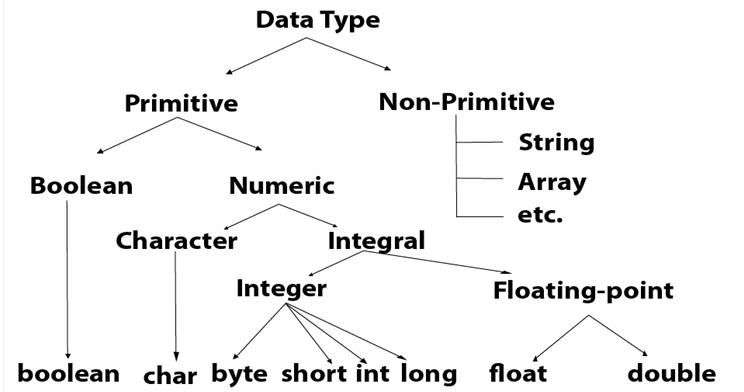 Data Type
Primitive
Non-Primitive
String
Array
etc.
Boolean
Numeric
Character
Integral
Integer
Floating-point
boolean
char
byte
short
int
long
float
double